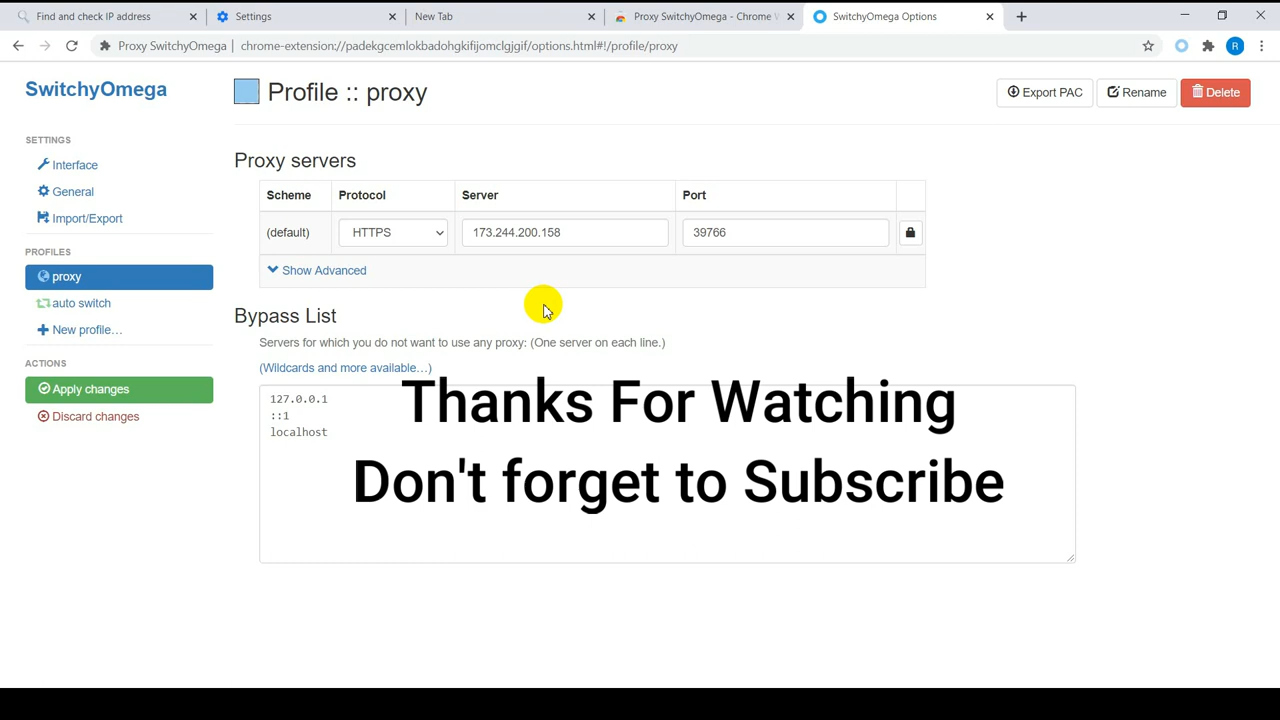 Find and check IP address
Settings
New Tab
Proxy SwitchyOmega - Chrome W
SwitchyOmega Options
Proxy SwitchyOmega | chrome-extension://padekgcemlokbadohgkifijomclgjgif/options.html#!/profile/proxy
R
SwitchyOmega
Profile :: proxy
Export PAC
Rename
Delete
SETTINGS
Interface
General
Import/Export
PROFILES
proxy
auto switch
New profile…
ACTIONS
Apply changes
Discard changes
Proxy servers
Scheme Protocol Server Port
(default) HTTPS 173.244.200.158 39766
Show Advanced
Bypass List
Servers for which you do not want to use any proxy: (One server on each line.)
(Wildcards and more available…)
127.0.0.1
::1
localhost
Thanks For Watching
Don't forget to Subscribe